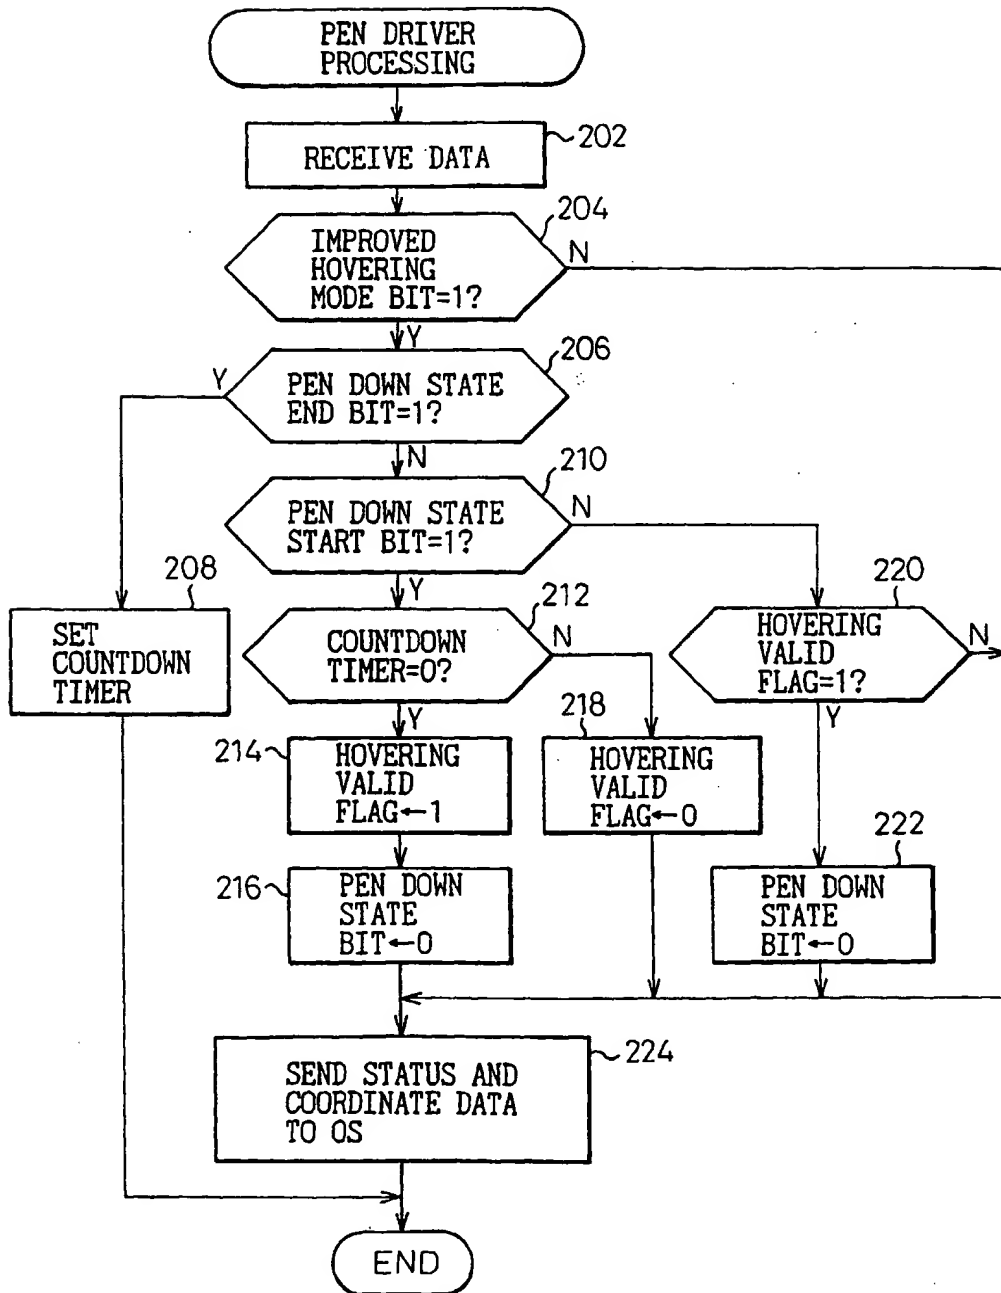 PEN DRIVER
PROCESSING
202
RECEIVE DATA
204
IMPROVED
HOVERING
MODE BIT=1?
N
Y
206
Y
PEN DOWN STATE
END BIT=1?
N
210
PEN DOWN STATE
START BIT=1?
N
Y
208
SET
COUNTDOWN
TIMER
212
COUNTDOWN
TIMER=0?
N
Y
220
HOVERING
VALID
FLAG=1?
N
Y
214
HOVERING
VALID
FLAG←1
218
HOVERING
VALID
FLAG←0
216
PEN DOWN
STATE
BIT←0
222
PEN DOWN
STATE
BIT←0
224
SEND STATUS AND
COORDINATE DATA
TO OS
END